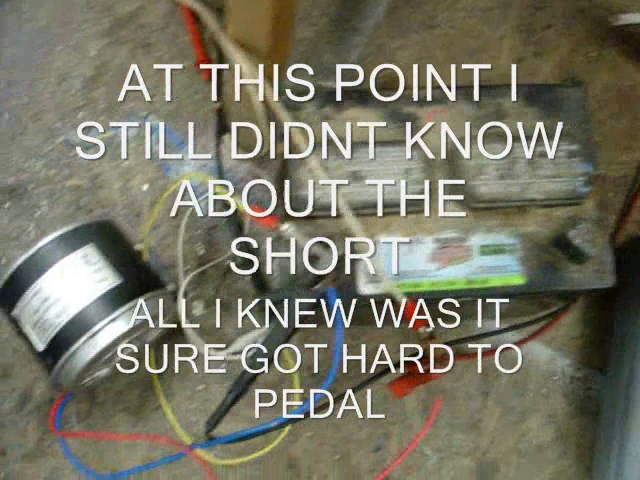 AT THIS POINT I
STILL DIDNT KNOW
ABOUT THE
SHORT
ALL I KNEW WAS IT
SURE GOT HARD TO
PEDAL